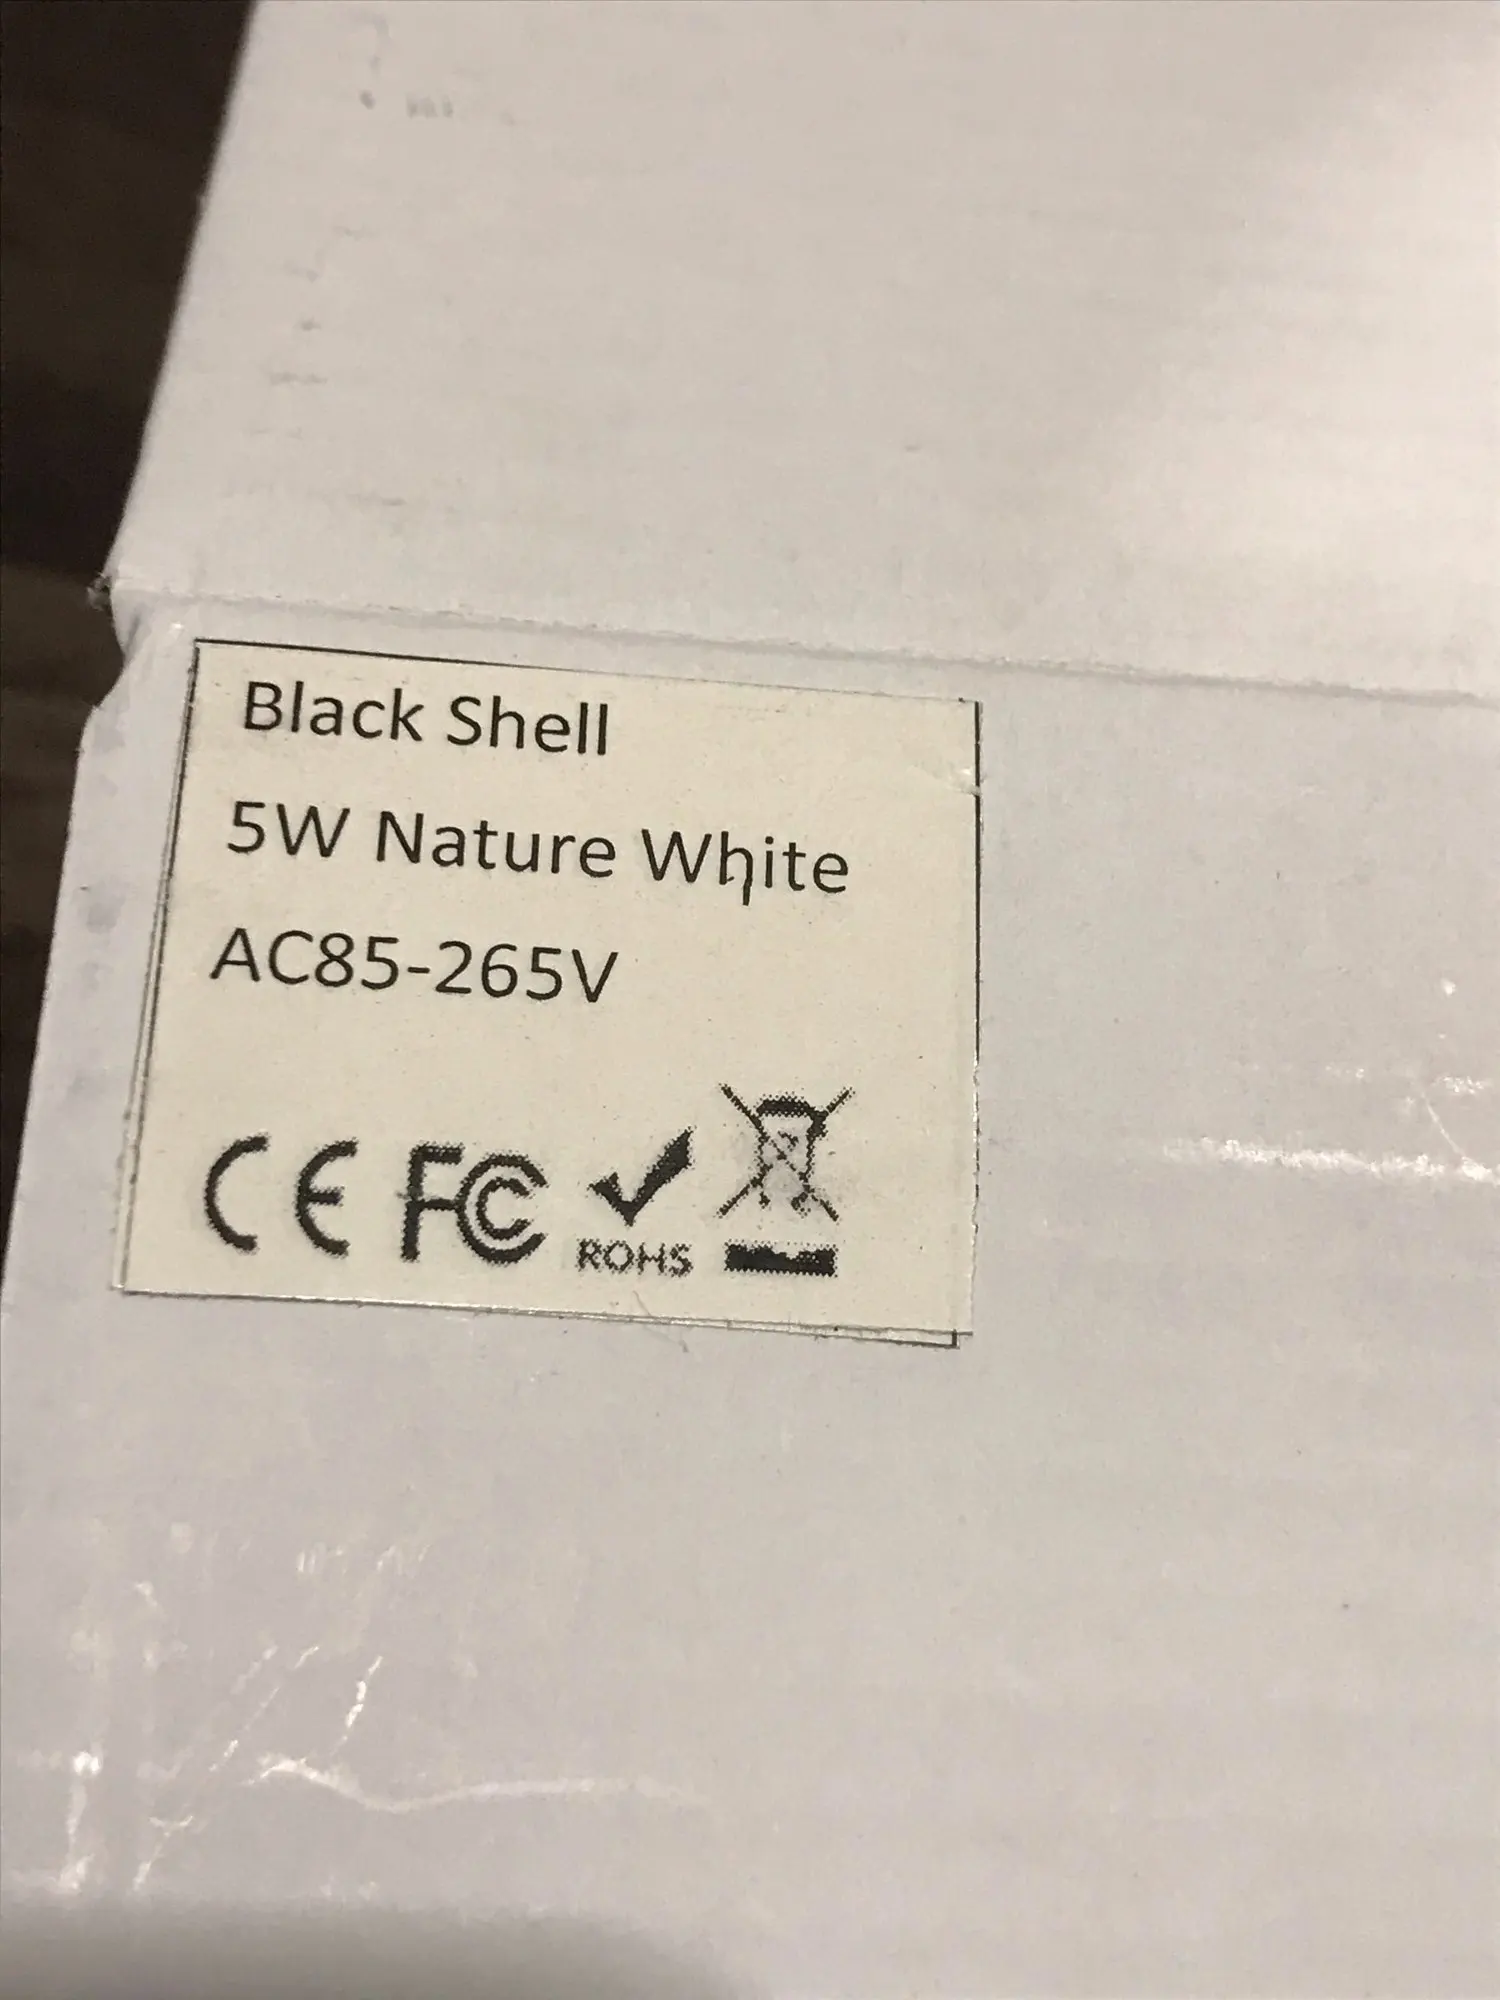 Black Shell
5W Nature White
AC85-265V
CE FC ROHS